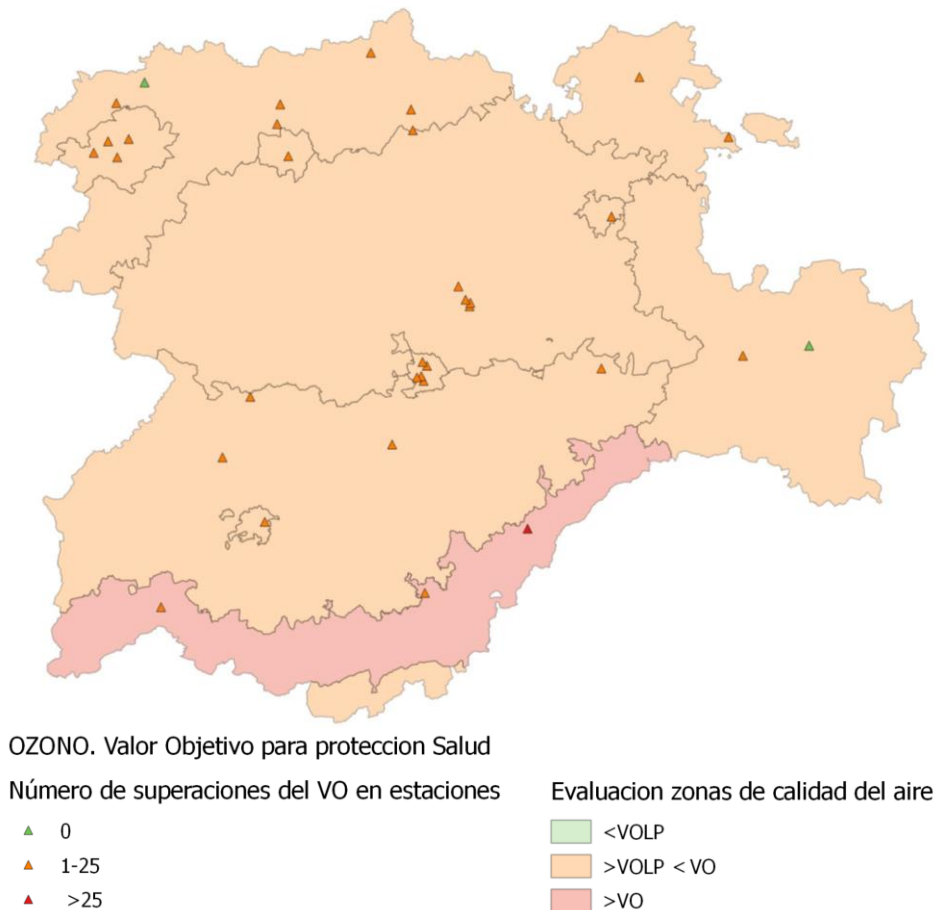 OZONO. Valor Objetivo para proteccion Salud
Número de superaciones del VO en estaciones
0
1-25
>25
Evaluacion zonas de calidad del aire
<VOLP
>VOLP < VO
>VO